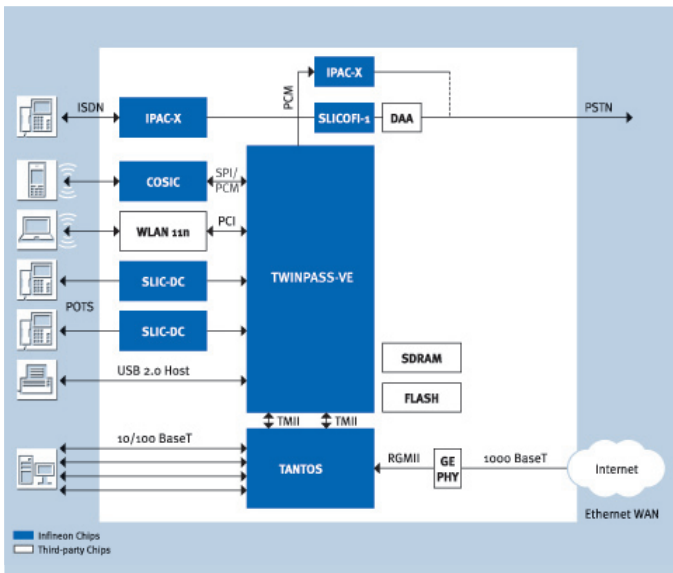 IPAC-X
PCM
ISDN
IPAC-X
SLICOFI-1
DAA
PSTN
COSIC
SPI/
PCM
WLAN 11n
PCI
TWINPASS-VE
SLIC-DC
POTS
SLIC-DC
SDRAM
USB 2.0 Host
FLASH
TMII
TMII
10/100 BaseT
TANTOS
RGMII
GE
PHY
1000 BaseT
Internet
Ethernet WAN
Infineon Chips
Third-party Chips